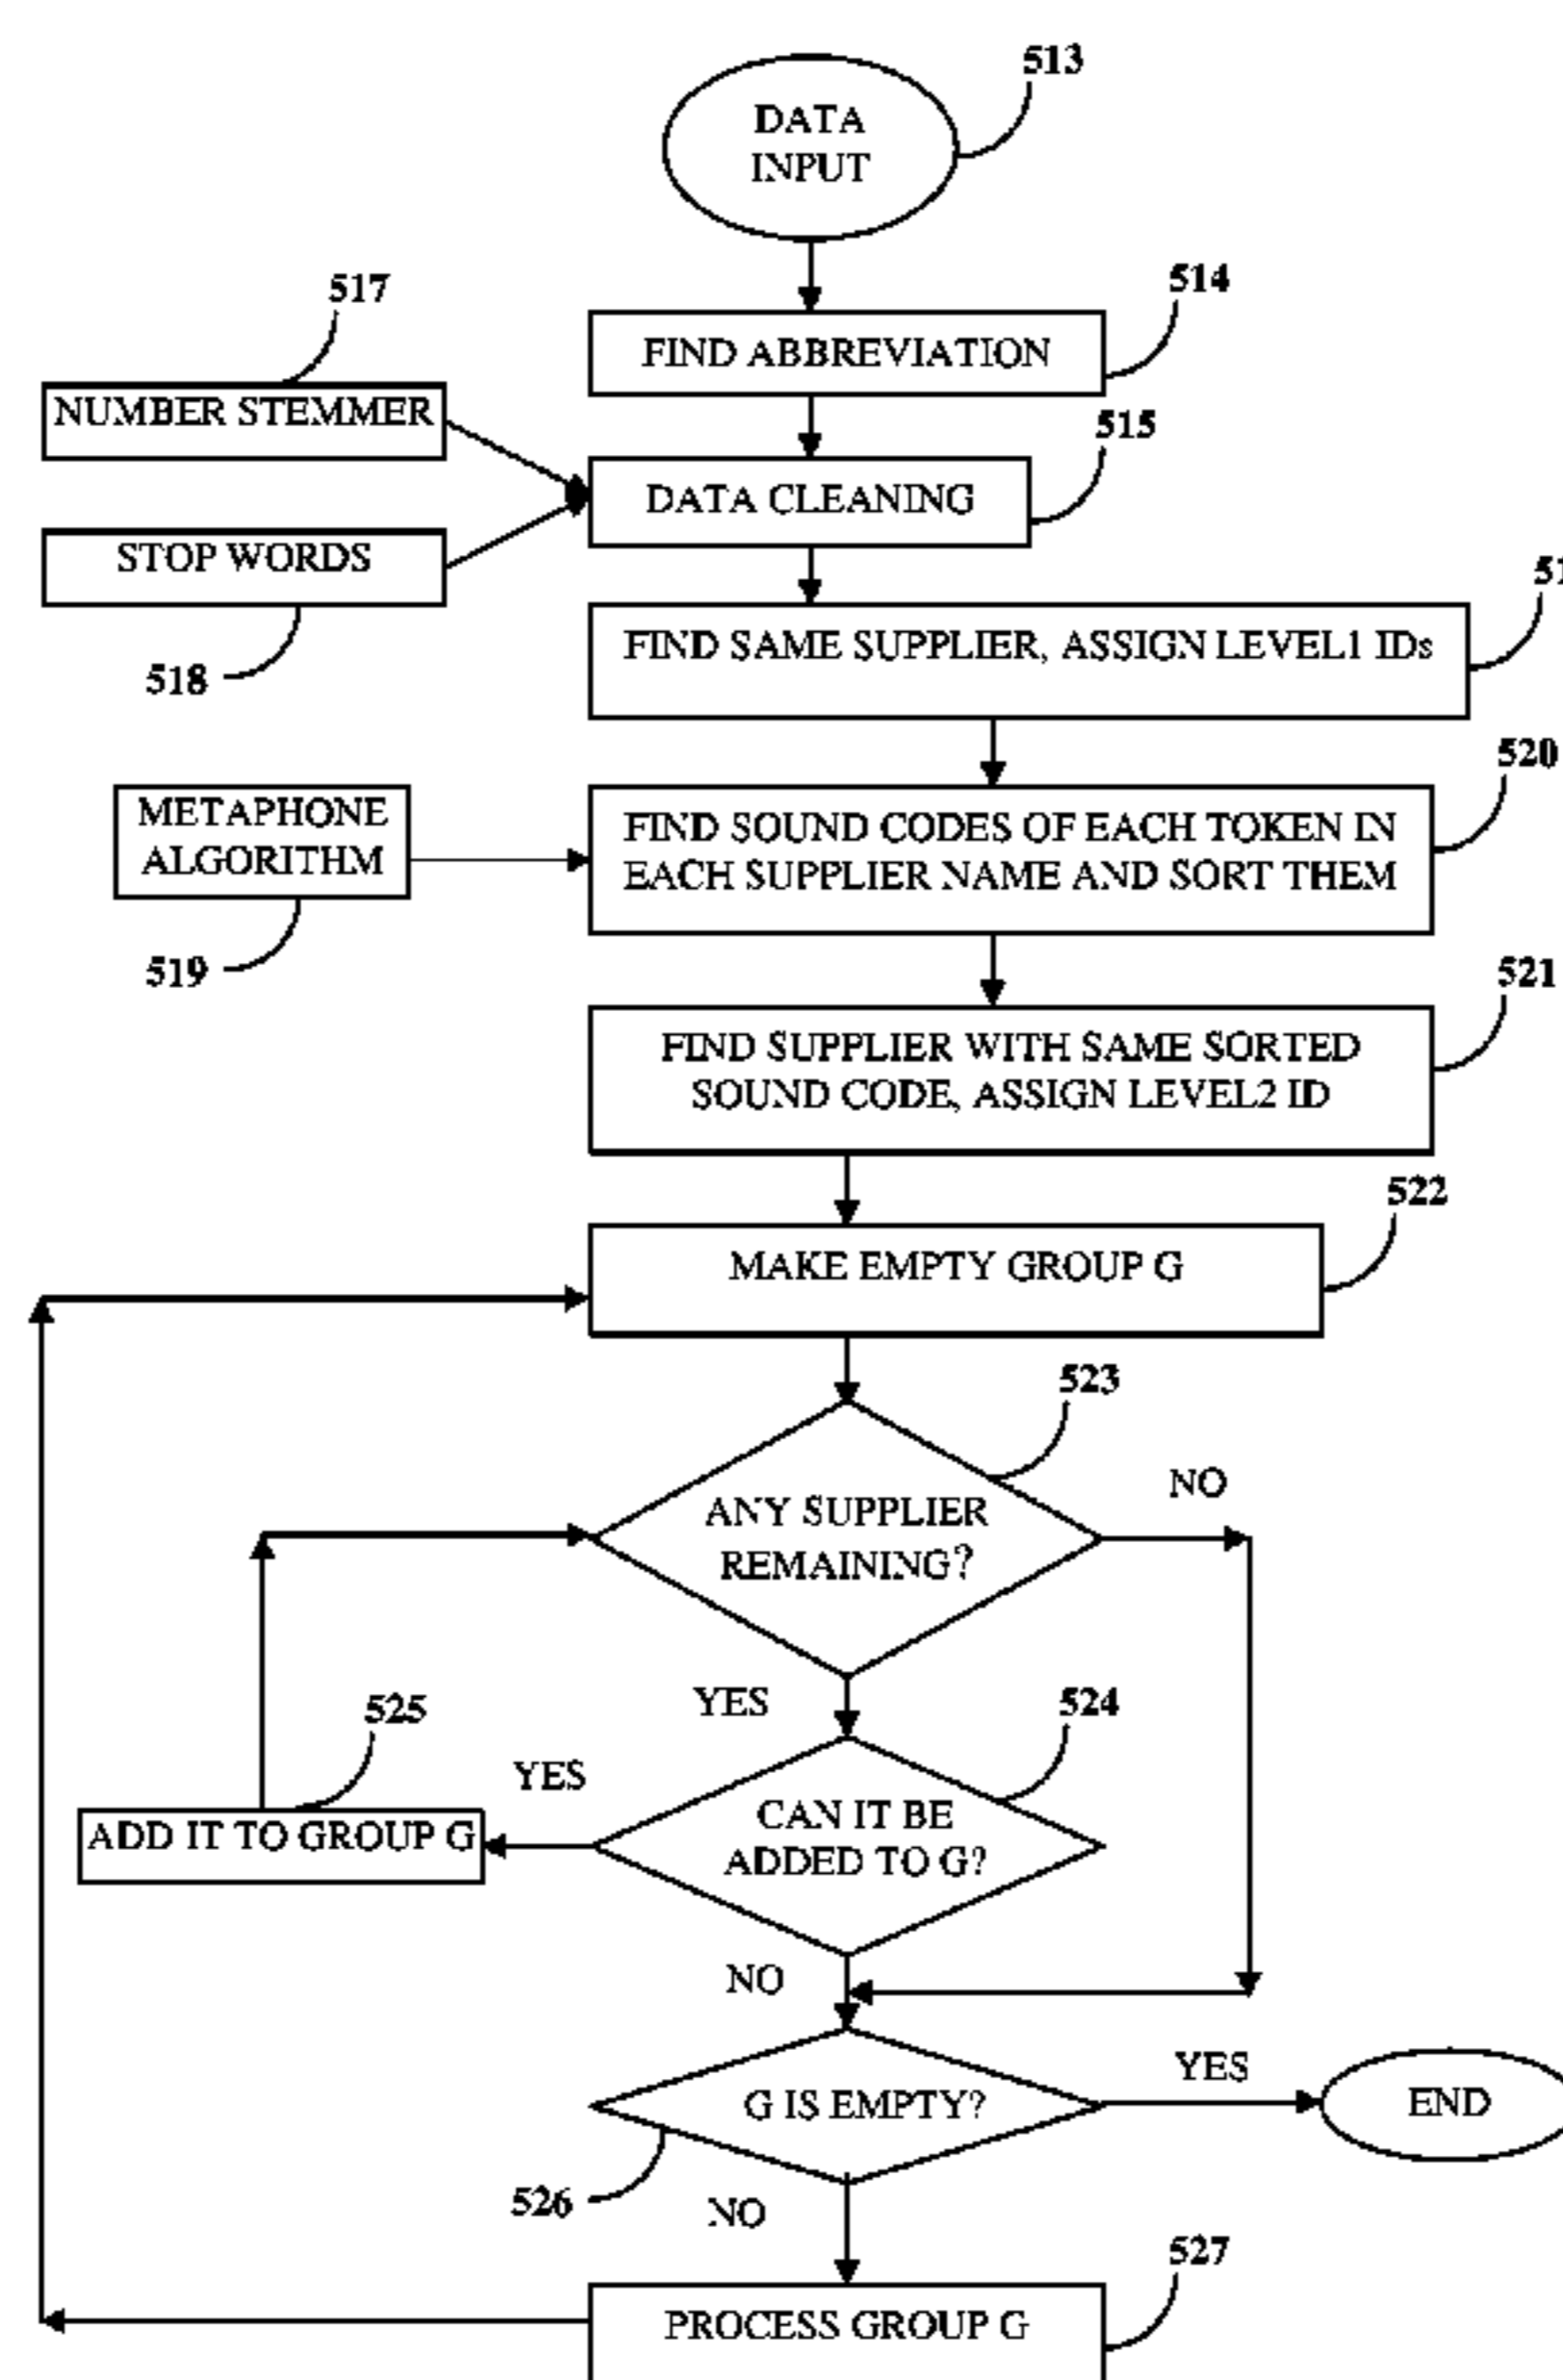 513
DATA
INPUT
514
FIND ABBREVIATION
517
NUMBER STEMMER
515
DATA CLEANING
STOP WORDS
518
51
FIND SAME SUPPLIER, ASSIGN LEVEL1 IDs
520
METAPHONE
ALGORITHM
519
FIND SOUND CODES OF EACH TOKEN IN
EACH SUPPLIER NAME AND SORT THEM
521
FIND SUPPLIER WITH SAME SORTED
SOUND CODE, ASSIGN LEVEL2 ID
522
MAKE EMPTY GROUP G
523
ANY SUPPLIER
REMAINING?
NO
YES
524
CAN IT BE
ADDED TO G?
YES
525
ADD IT TO GROUP G
NO
G IS EMPTY?
YES
END
526
NO
527
PROCESS GROUP G